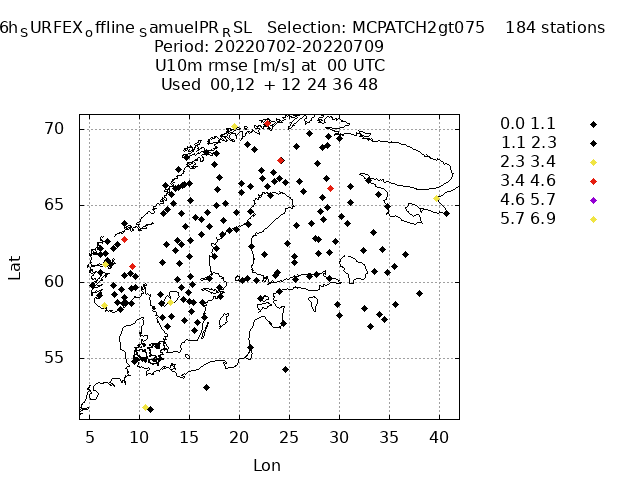 6h_SURFEX_offline_SamuelPR_RSL Selection: MCPATCH2gt075 184 stations
Period: 20220702-20220709
U10m rmse [m/s] at 00 UTC
Used 00,12 + 12 24 36 48
70
65
60
55
5 10 15 20 25 30 35 40
Lat
Lon
0.0 1.1
1.1 2.3
2.3 3.4
3.4 4.6
4.6 5.7
5.7 6.9